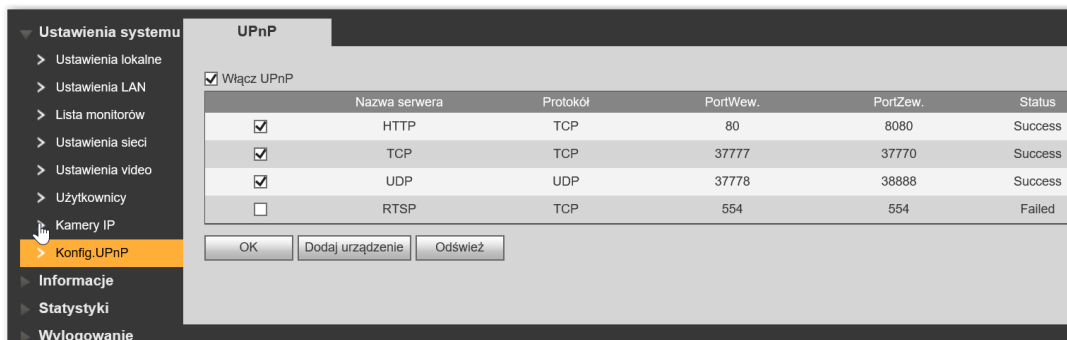 Ustawienia systemu
Ustawienia lokalne
Ustawienia LAN
Lista monitorów
Ustawienia sieci
Ustawienia video
Użytkownicy
Kamery IP
Konfig.UPnP
Informacje
Statystyki
Wylogowanie
UPnP
Włącz UPnP
Nazwa serwera Protokół PortWew. PortZew. Status
HTTP TCP 80 8080 Success
TCP TCP 37777 37770 Success
UDP UDP 37778 38888 Success
RTSP TCP 554 554 Failed
OK Dodaj urządzenie Odśwież